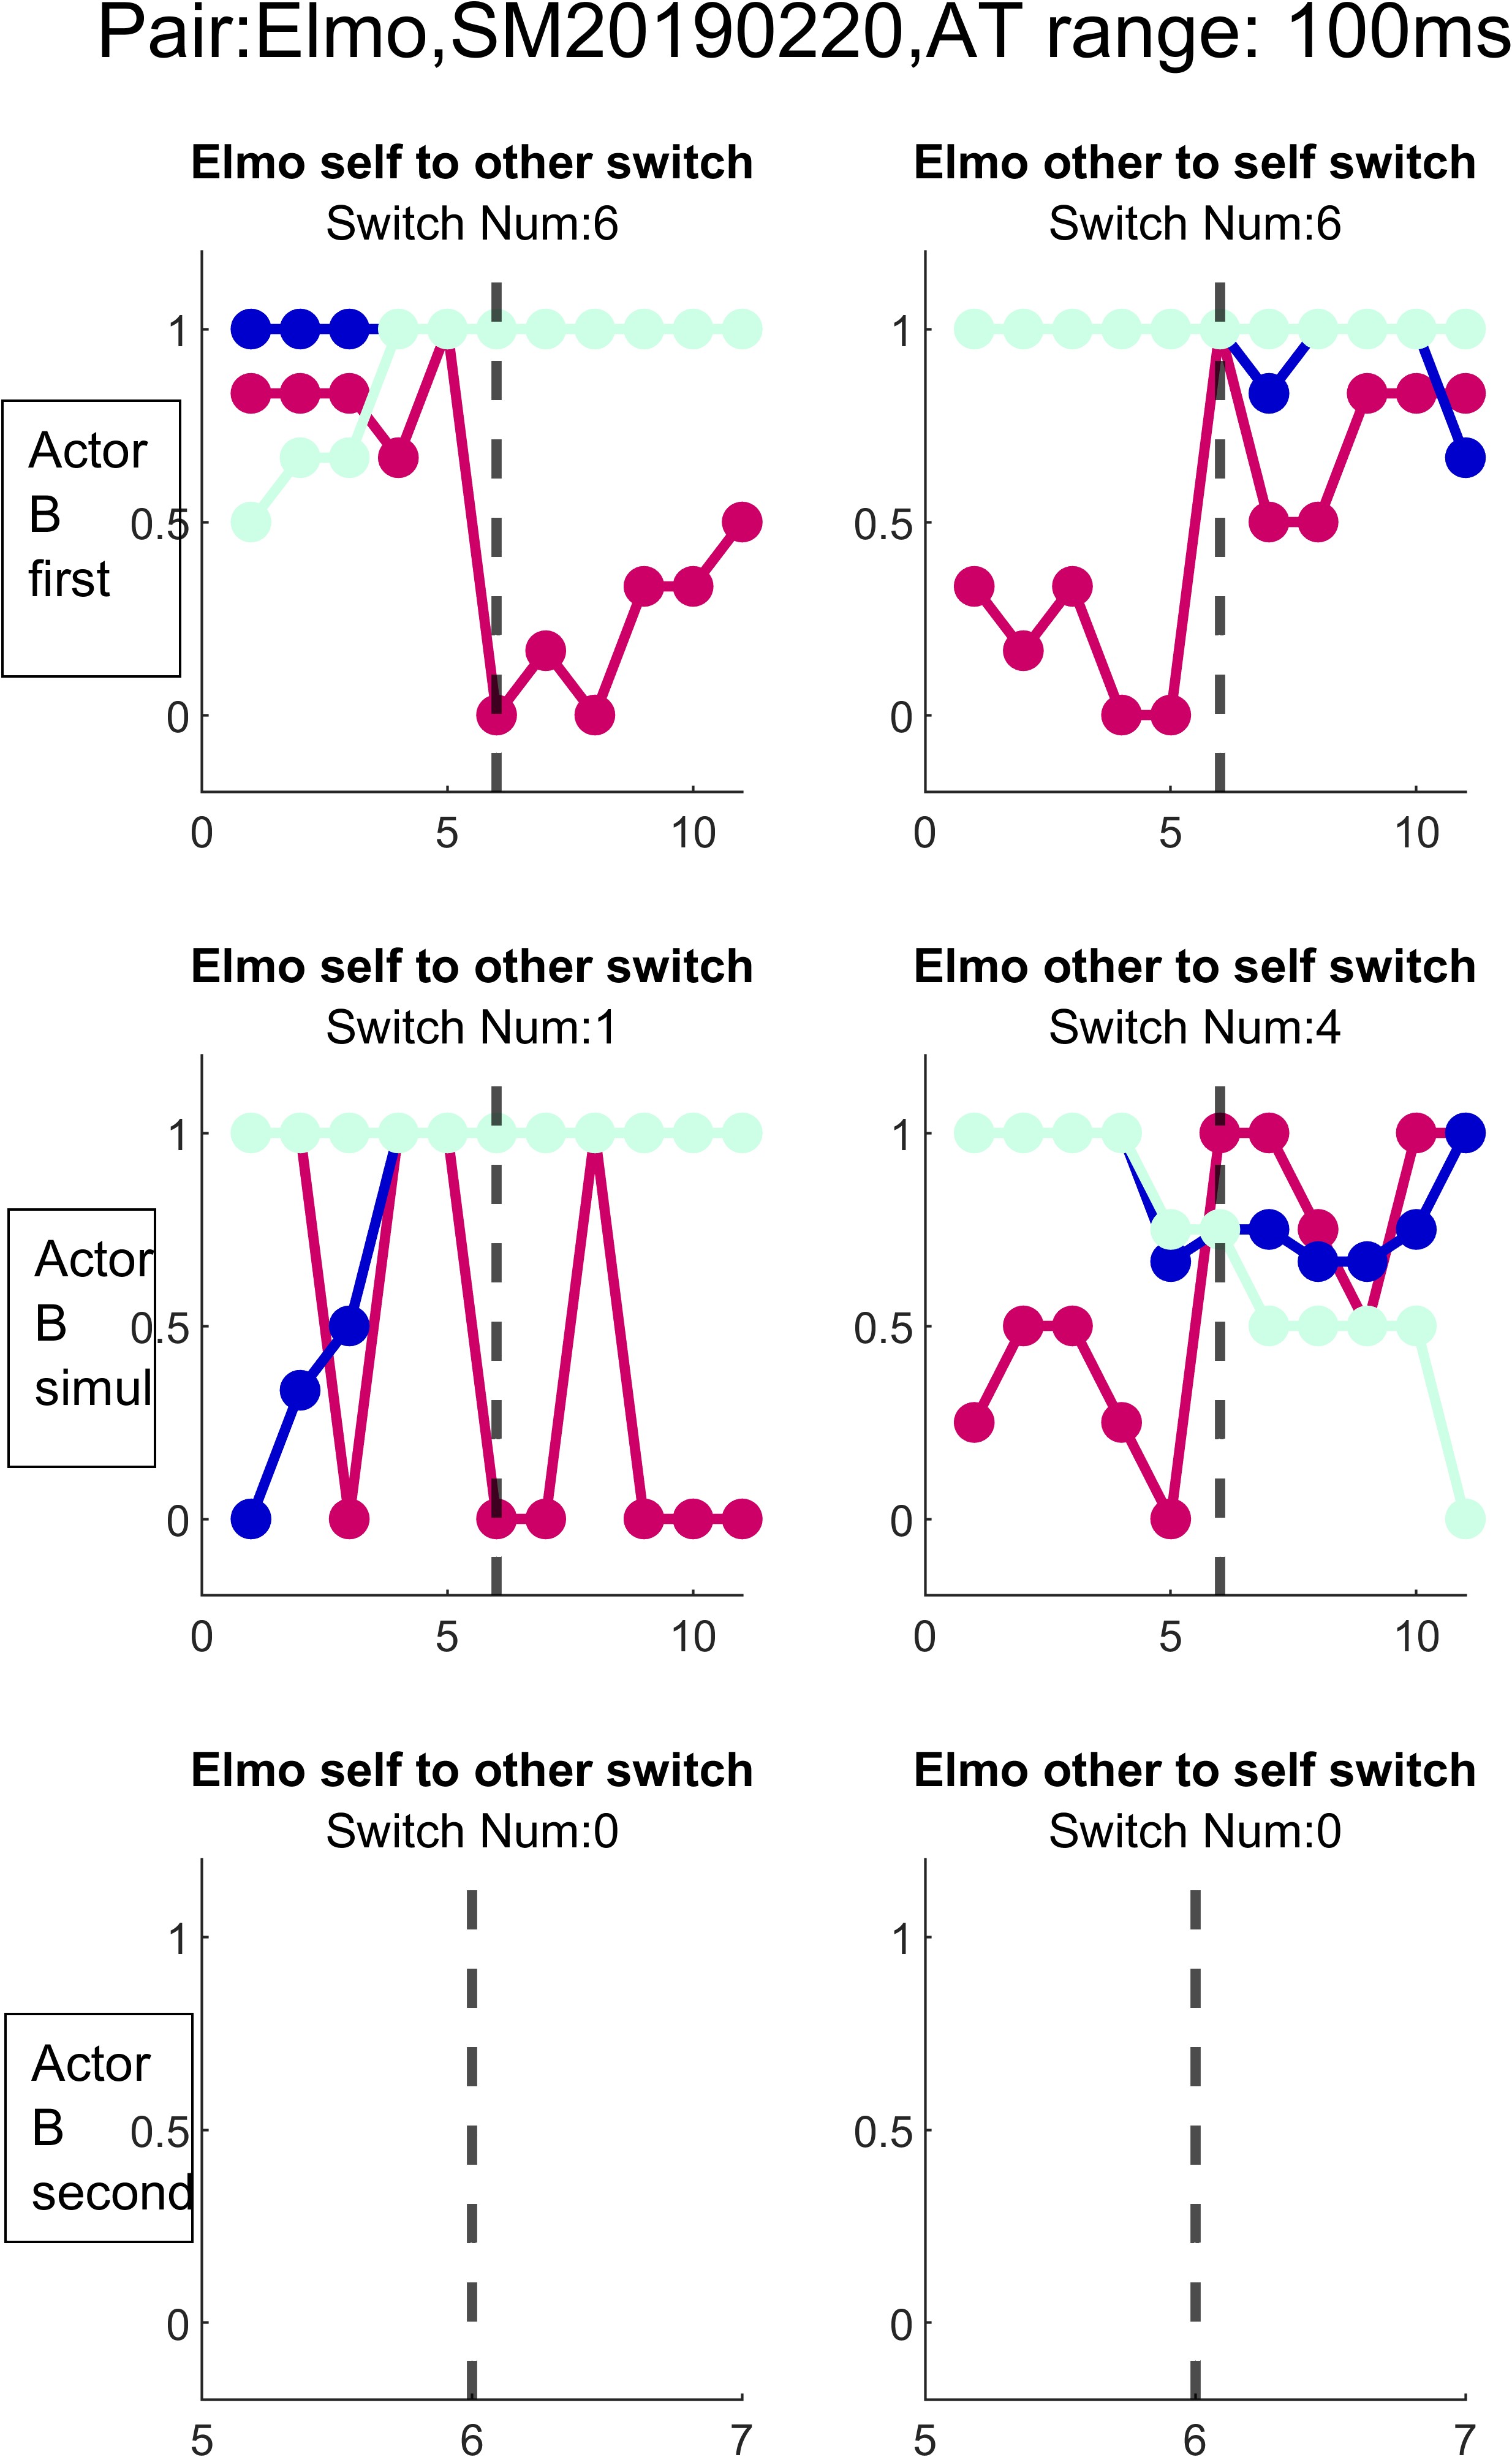 Pair:Elmo,SM20190220,AT range: 100ms
Elmo self to other switch
Switch Num:6
Elmo other to self switch
Switch Num:6
Actor
B
first
1
0.5
0
0
5
10
1
0.5
0
0
5
10
Elmo self to other switch
Switch Num:1
Elmo other to self switch
Switch Num:4
Actor
B
simul
1
0.5
0
0
5
10
1
0.5
0
0
5
10
Elmo self to other switch
Switch Num:0
Elmo other to self switch
Switch Num:0
Actor
B
second
1
0.5
0
5
6
7
1
0.5
0
5
6
7